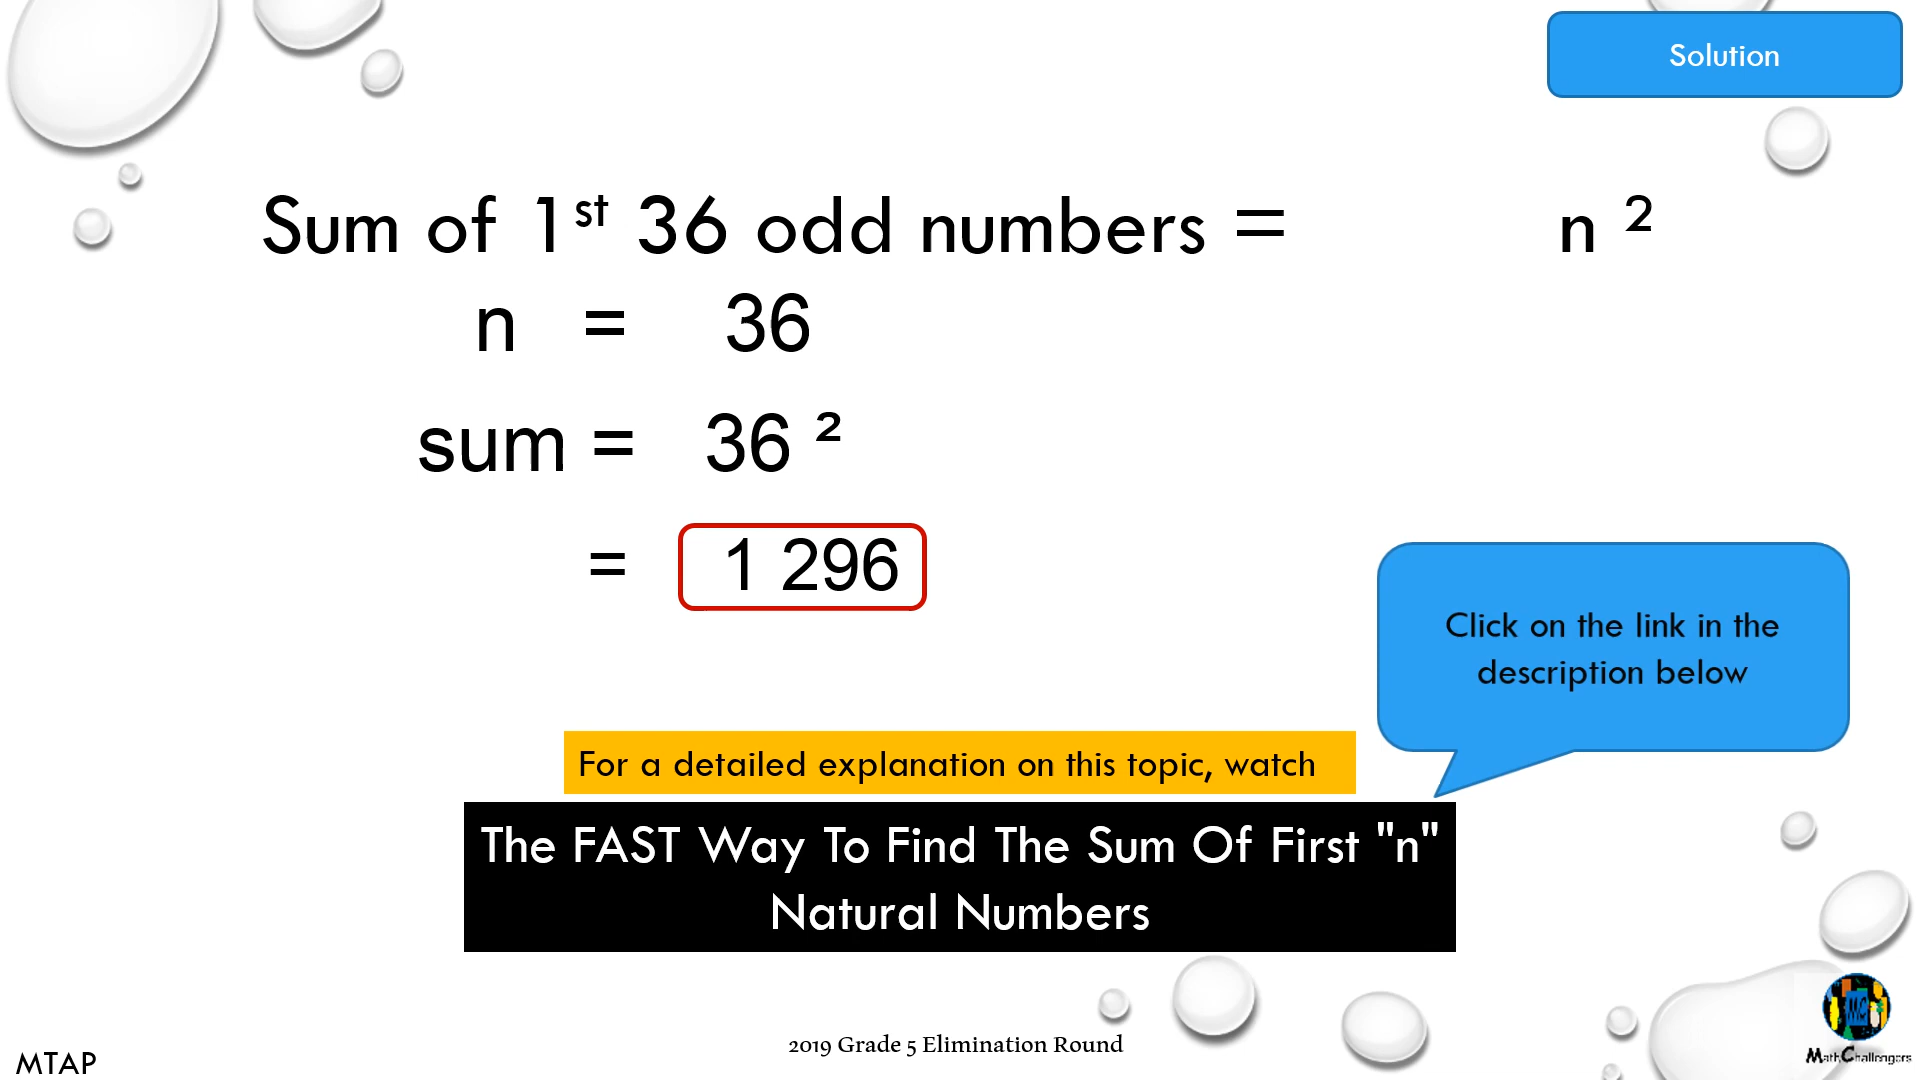 Solution
Sum of 1st 36 odd numbers = n ²
n = 36
sum = 36 ²
= 1 296
Click on the link in the
description below
For a detailed explanation on this topic, watch
The FAST Way To Find The Sum Of First "n"
Natural Numbers
2019 Grade 5 Elimination Round
MTAP
MathChallengers